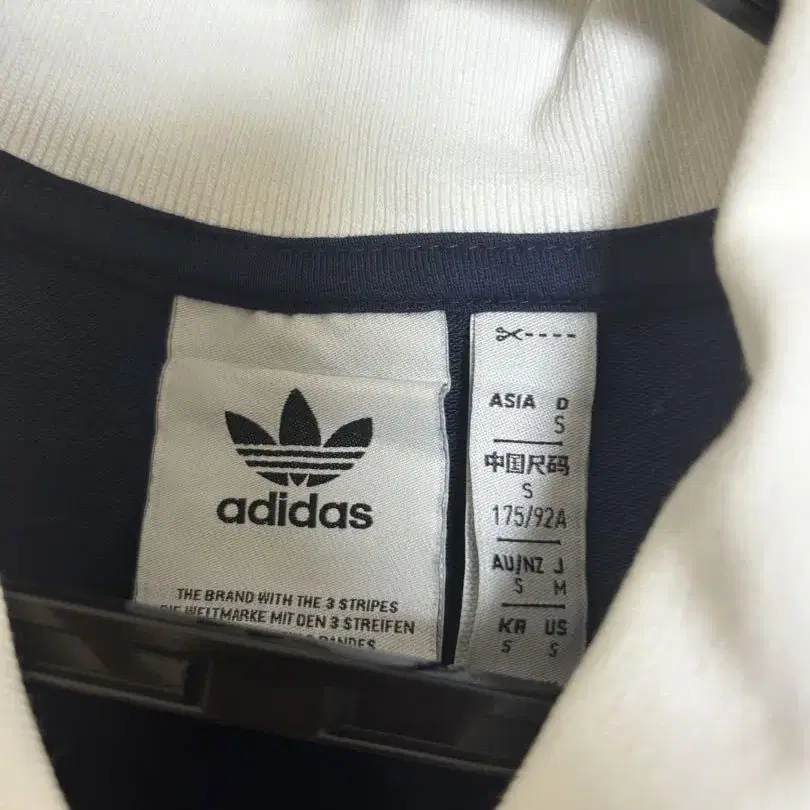 adidas
THE BRAND WITH THE 3 STRIPES
DIE WELTMARKE MIT DEN 3 STREIFEN
BANDES
ASIA D
S
中国尺码
S
175/92A
AU/NZ J
S M
KR US
S S